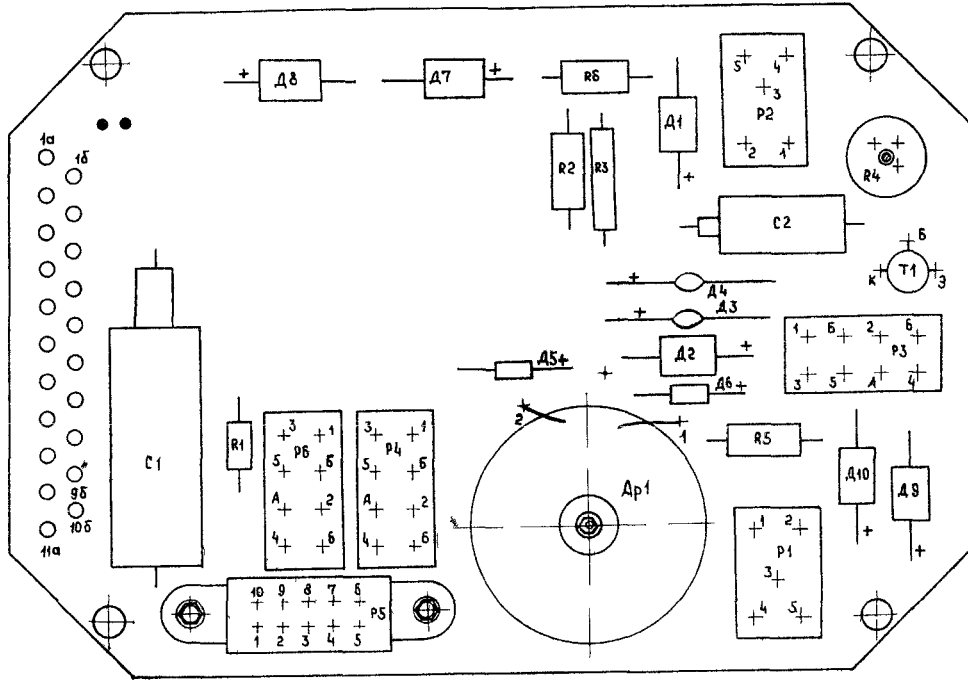 + Д8
Д7 +
R6
Д1
+
5 4
3
P2
2 1
1а
1б
R2
R3
R4
C2
Б
К T1 Э
+ Д4
+ Д3
1 Б 2 6
P3
3 5 А 4
Д2 +
Д5+
Д6 +
+
C1
R1
3 1
P6
5 Б
А 2
4 6
3 1
P4
5 Б
А 2
4 6
2
1
Др1
R5
Д10
+
Д9
+
*
9б
10б
11а
1 2
P1
3
4 5
10 9 8 7 6
P5
1 2 3 4 5